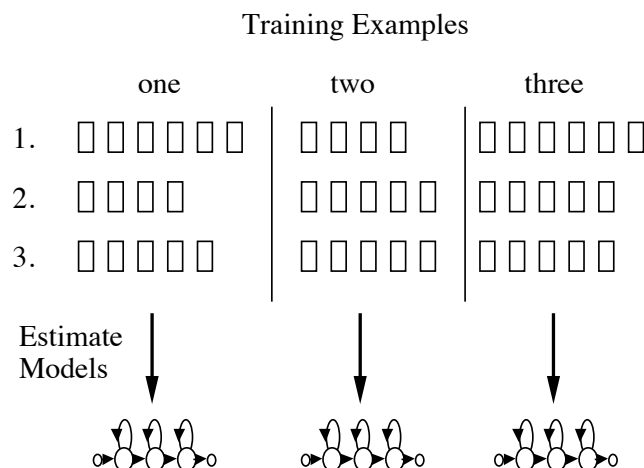 Training Examples
one two three
1.
2.
3.
Estimate
Models